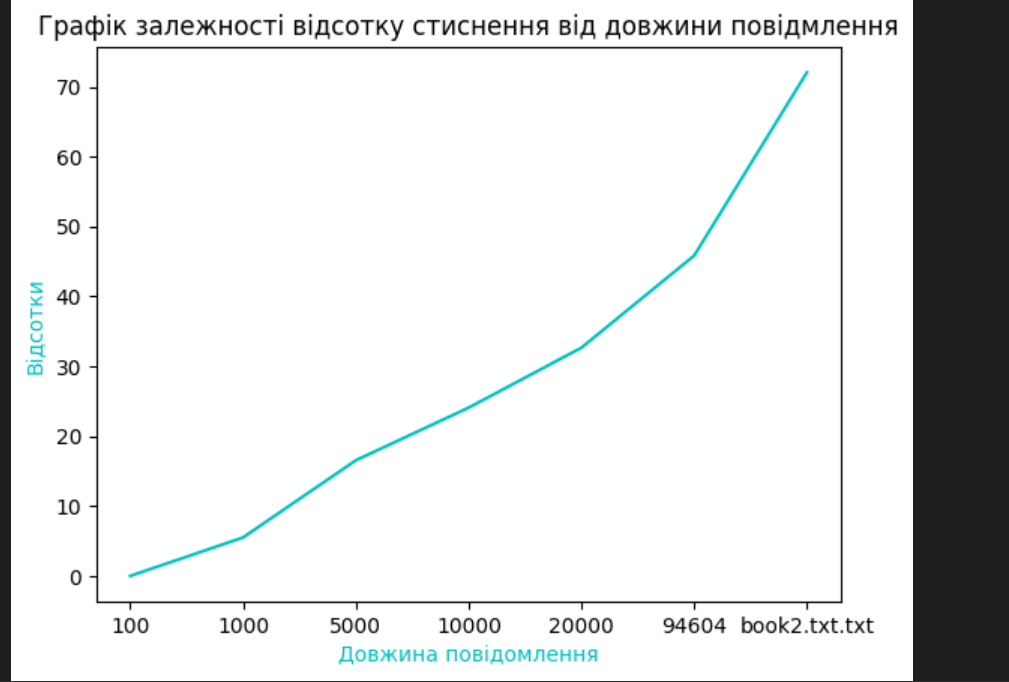 Графік залежності відсотку стиснення від довжини повідмлення
70
60
50
40
30
20
10
0
Відсотки
100 1000 5000 10000 20000 94604 book2.txt.txt
Довжина повідомлення